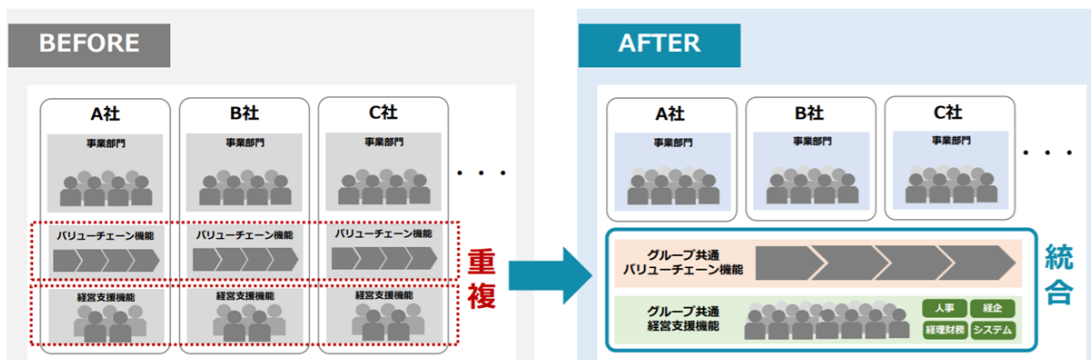 BEFORE
A社
B社
C社
事業部門
事業部門
事業部門
・・・
バリューチェーン機能
バリューチェーン機能
バリューチェーン機能
重複
経営支援機能
経営支援機能
経営支援機能
AFTER
A社
B社
C社
事業部門
事業部門
事業部門
・・・
グループ共通
バリューチェーン機能
統合
グループ共通
経営支援機能
人事
経企
経理財務
システム